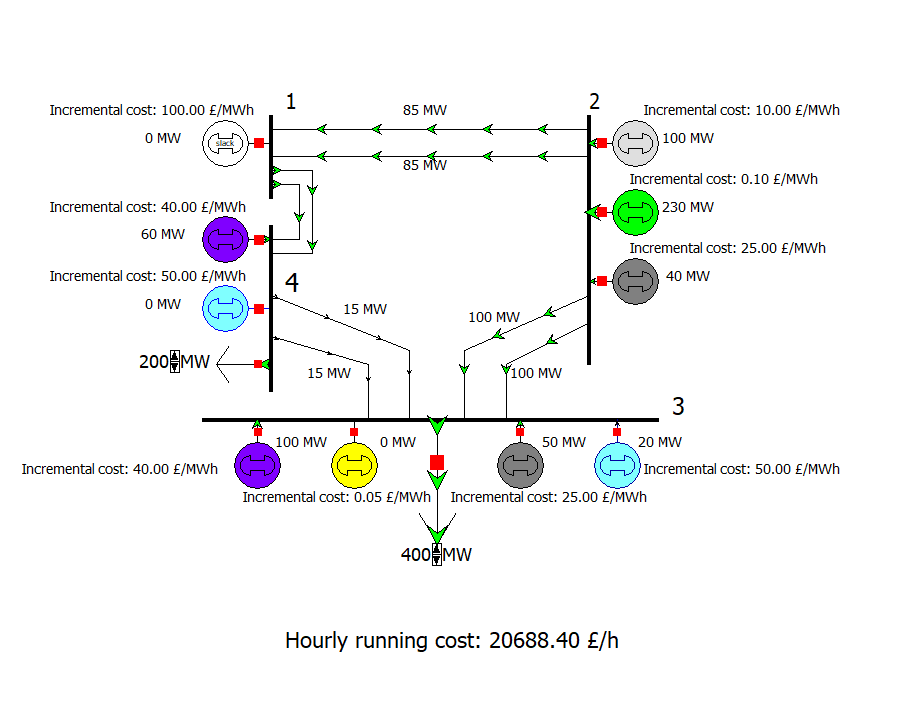 1
2
Incremental cost: 100.00 £/MWh
85 MW
Incremental cost: 10.00 £/MWh
0 MW
slack
100 MW
85 MW
Incremental cost: 0.10 £/MWh
Incremental cost: 40.00 £/MWh
230 MW
60 MW
Incremental cost: 25.00 £/MWh
Incremental cost: 50.00 £/MWh
4
40 MW
0 MW
15 MW
100 MW
200 MW
15 MW
100 MW
3
100 MW
0 MW
50 MW
20 MW
Incremental cost: 40.00 £/MWh
Incremental cost: 50.00 £/MWh
Incremental cost: 0.05 £/MWh
Incremental cost: 25.00 £/MWh
400 MW
Hourly running cost: 20688.40 £/h